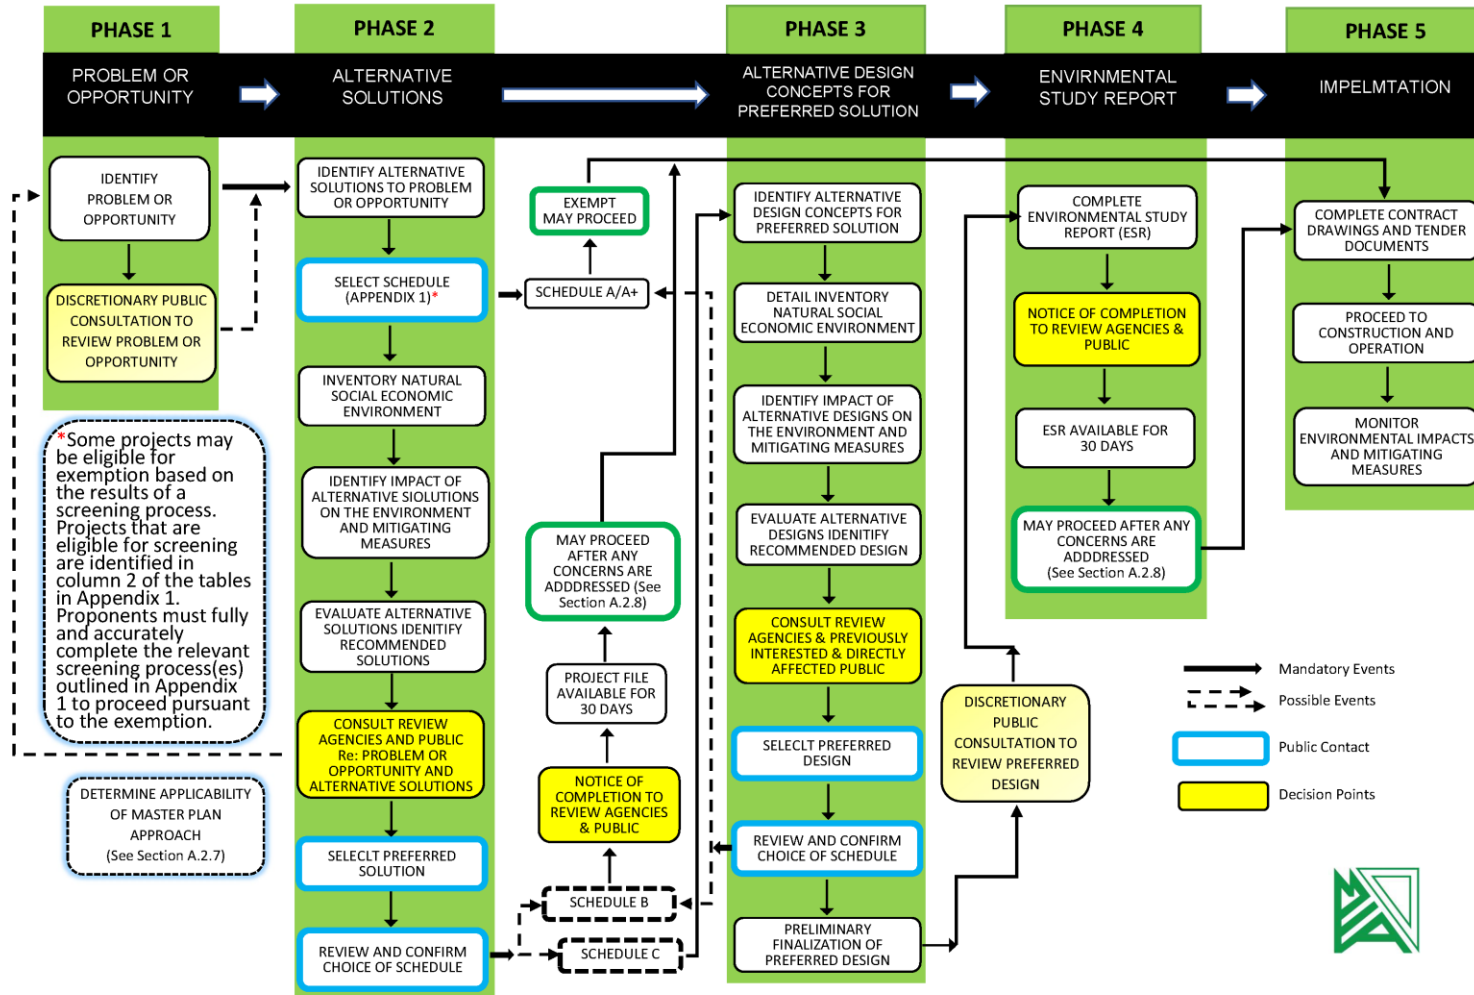 PHASE 1
PHASE 2
PHASE 3
PHASE 4
PHASE 5
PROBLEM OR
OPPORTUNITY
ALTERNATIVE
SOLUTIONS
ALTERNATIVE DESIGN
CONCEPTS FOR
PREFERRED SOLUTION
ENVIRNMENTAL
STUDY REPORT
IMPELMTATION
IDENTIFY
PROBLEM OR
OPPORTUNITY
DISCRETIONARY PUBLIC
CONSULTATION TO
REVIEW PROBLEM OR
OPPORTUNITY
*Some projects may
be eligible for
exemption based on
the results of a
screening process.
Projects that are
eligible for screening
are identified in
column 2 of the tables
in Appendix 1.
Proponents must fully
and accurately
complete the relevant
screening process(es)
outlined in Appendix
1 to proceed pursuant
to the exemption.
DETERMINE APPLICABILITY
OF MASTER PLAN
APPROACH
(See Section A.2.7)
IDENTIFY ALTERNATIVE
SOLUTIONS TO PROBLEM
OR OPPORTUNITY
SELECT SCHEDULE
(APPENDIX 1)*
INVENTORY NATURAL
SOCIAL ECONOMIC
ENVIRONMENT
IDENTIFY IMPACT OF
ALTERNATIVE SIOLUTIONS
ON THE ENVIRONMENT
AND MITIGATING
MEASURES
EVALUATE ALTERNATIVE
SOLUTIONS IDENTIIFY
RECOMMENDED
SOLUTIONS
CONSULT REVIEW
AGENCIES AND PUBLIC
Re: PROBLEM OR
OPPORTUNITY AND
ALTERNATIVE SOLUTIONS
SELECLT PREFERRED
SOLUTION
REVIEW AND CONFIRM
CHOICE OF SCHEDULE
EXEMPT
MAY PROCEED
SCHEDULE A/A+
MAY PROCEED
AFTER ANY
CONCERNS ARE
ADDDRESSED (See
Section A.2.8)
PROJECT FILE
AVAILABLE FOR
30 DAYS
NOTICE OF
COMPLETION TO
REVIEW AGENCIES
& PUBLIC
SCHEDULE B
SCHEDULE C
IDENTIFY ALTERNATIVE
DESIGN CONCEPTS FOR
PREFERRED SOLUTION
DETAIL INVENTORY
NATURAL SOCIAL
ECONOMIC ENVIRONMENT
IDENTIFY IMPACT OF
ALTERNATIVE DESIGNS ON
THE ENVIRONMENT AND
MITIGATING MEASURES
EVALUATE ALTERNATIVE
DESIGNS IDENTIFY
RECOMMENDED DESIGN
CONSULT REVIEW
AGENCIES & PREVIOUSLY
INTERESTED & DIRECTLY
AFFECTED PUBLIC
SELECLT PREFERRED
DESIGN
REVIEW AND CONFIRM
CHOICE OF SCHEDULE
PRELIMINARY
FINALIZATION OF
PREFERRED DESIGN
DISCRETIONARY
PUBLIC
CONSULTATION TO
REVIEW PREFERRED
DESIGN
COMPLETE
ENVIRONMENTAL STUDY
REPORT (ESR)
NOTICE OF COMPLETION
TO REVIEW AGENCIES &
PUBLIC
ESR AVAILABLE FOR
30 DAYS
MAY PROCEED AFTER ANY
CONCERNS ARE
ADDDRESSED
(See Section A.2.8)
COMPLETE CONTRACT
DRAWINGS AND TENDER
DOCUMENTS
PROCEED TO
CONSTRUCTION AND
OPERATION
MONITOR
ENVIRONMENTAL IMPACTS
AND MITIGATING
MEASURES
Mandatory Events
Possible Events
Public Contact
Decision Points
MEA